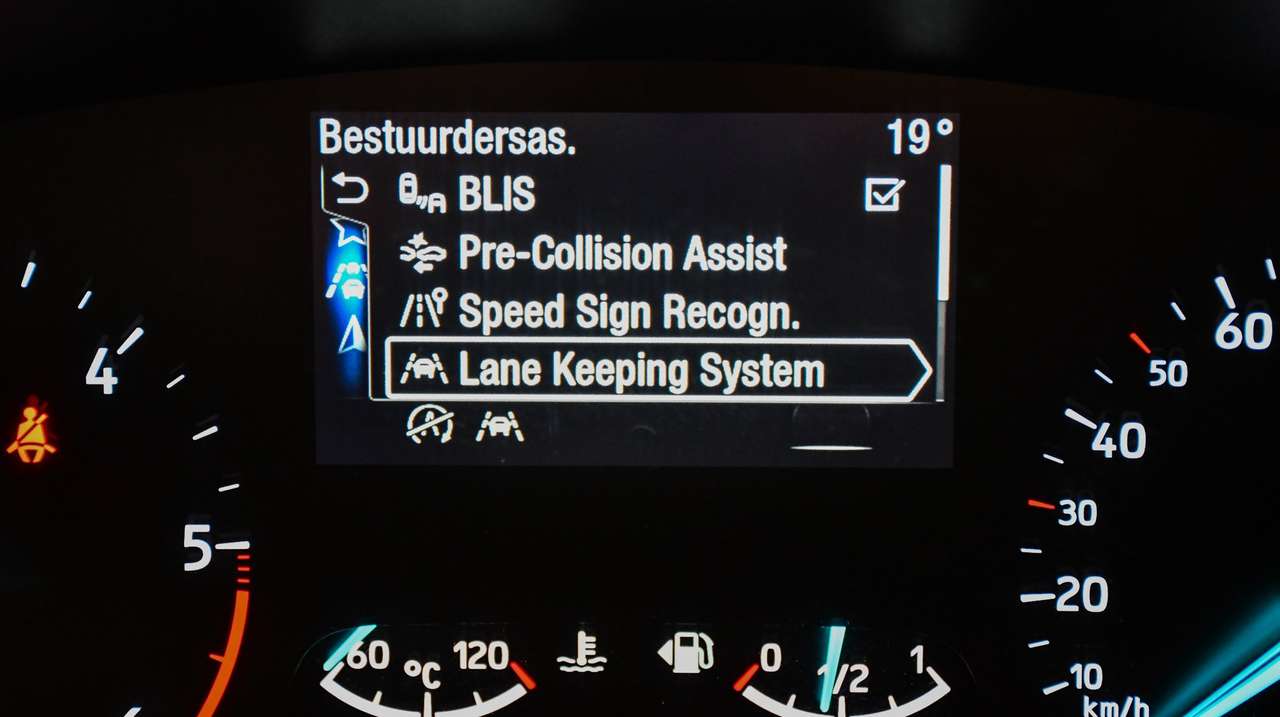 Bestuurdersas. 19°
BLIS
Pre-Collision Assist
Speed Sign Recogn.
Lane Keeping System
4
5
60
50
40
30
20
10
km/h
60 °C 120
0 1/2 1